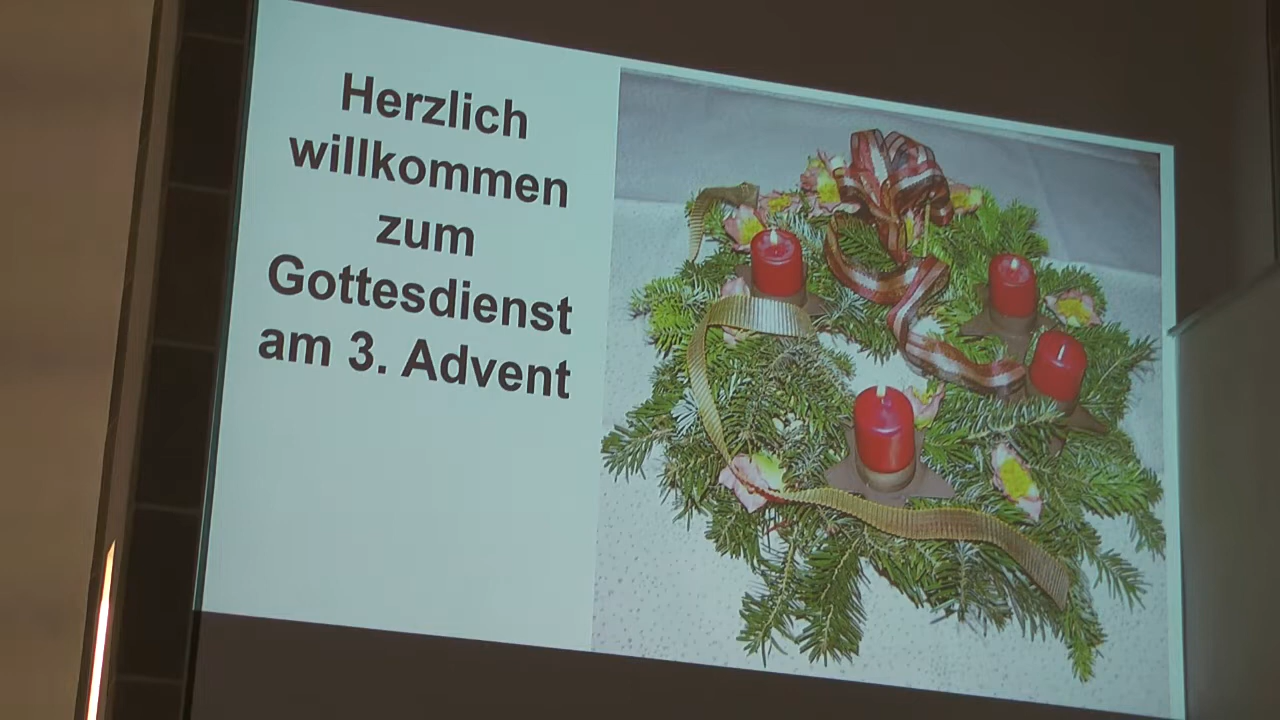 Herzlich
willkommen
zum
Gottesdienst
am 3. Advent